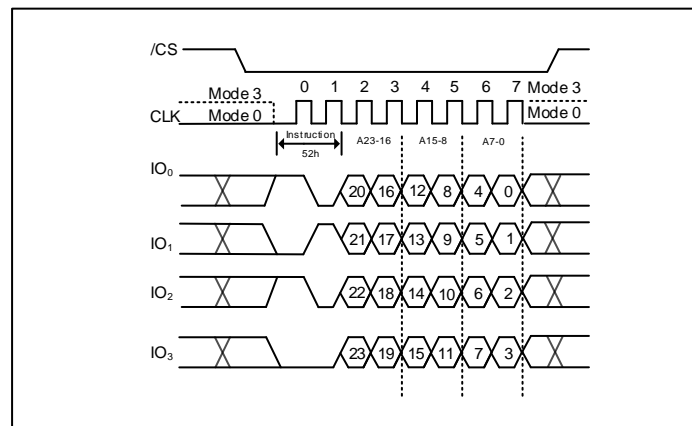 /CS
0 1 2 3 4 5 6 7
Mode 3 Mode 3
CLK Mode 0 Mode 0
Instruction A23-16 A15-8 A7-0
52h
IO₀ 20 16 12 8 4 0
IO₁ 21 17 13 9 5 1
IO₂ 22 18 14 10 6 2
IO₃ 23 19 15 11 7 3